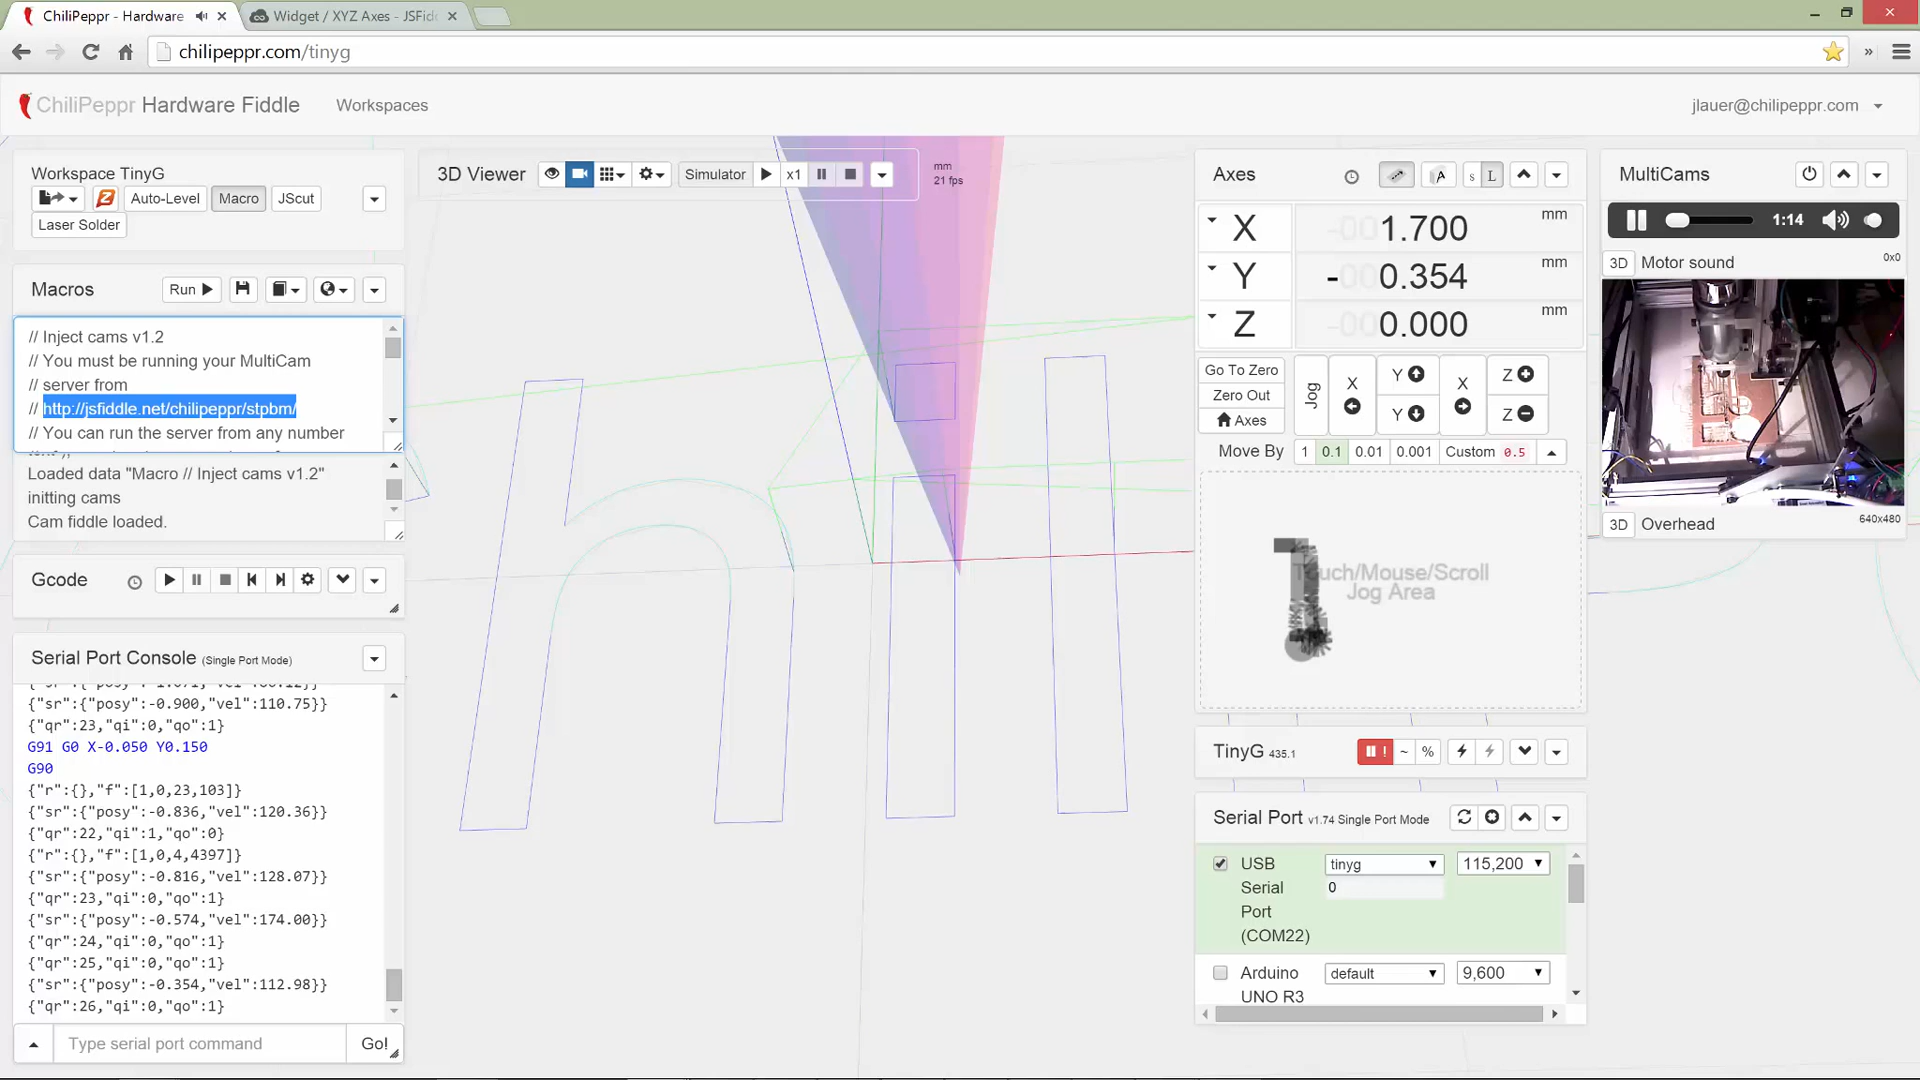 ChiliPeppr - Hardware
Widget / XYZ Axes - JSFidd
chilipeppr.com/tinyg
ChiliPeppr Hardware Fiddle
Workspaces
jlauer@chilipeppr.com
Workspace TinyG
Auto-Level
Macro
JScut
Laser Solder
Macros
Run
// Inject cams v1.2
// You must be running your MultiCam
// server from
// http://jsfiddle.net/chilipeppr/stpbm/
// You can run the server from any number
Loaded data "Macro // Inject cams v1.2"
initting cams
Cam fiddle loaded.
Gcode
Serial Port Console (Single Port Mode)
{"sr":{"posy":-0.900,"vel":110.75}}
{"qr":23,"qi":0,"qo":1}
G91 G0 X-0.050 Y0.150
G90
{"r":{},"f":[1,0,23,103]}
{"sr":{"posy":-0.836,"vel":120.36}}
{"qr":22,"qi":1,"qo":0}
{"r":{},"f":[1,0,4,4397]}
{"sr":{"posy":-0.816,"vel":128.07}}
{"qr":23,"qi":0,"qo":1}
{"sr":{"posy":-0.574,"vel":174.00}}
{"qr":24,"qi":0,"qo":1}
{"qr":25,"qi":0,"qo":1}
{"sr":{"posy":-0.354,"vel":112.98}}
{"qr":26,"qi":0,"qo":1}
Type serial port command
Go!
3D Viewer
Simulator
x1
mm
21 fps
Axes
A
s L
X -001.700 mm
Y -000.354 mm
Z -000.000 mm
Go To Zero
Zero Out
Axes
Jog
X
Y
Y
X
Z
Z
Move By
1
0.1
0.01
0.001
Custom 0.5
Touch/Mouse/Scroll
Jog Area
TinyG 435.1
!
~
%
Serial Port v1.74 Single Port Mode
USB
Serial
Port
(COM22)
tinyg
0
115,200
Arduino
UNO R3
default
9,600
MultiCams
1:14
3D
Motor sound
0x0
3D
Overhead
640x480